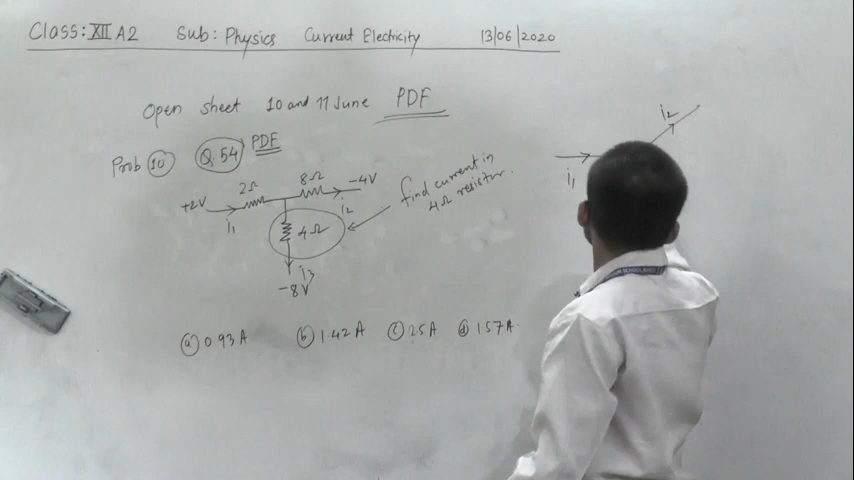 Class: XII A2 Sub: Physics Current Electricity 13/06/2020
Open sheet 10 and 11 June PDF
Prob 10 Q.54 PDF
+2V 2Ω 8Ω -4V
i1 i2
4Ω
i3
-8V
find current in
4Ω resistor.
(a) 0.93A (b) 1.42A (c) 2.5A (d) 1.57A.
i2
i1